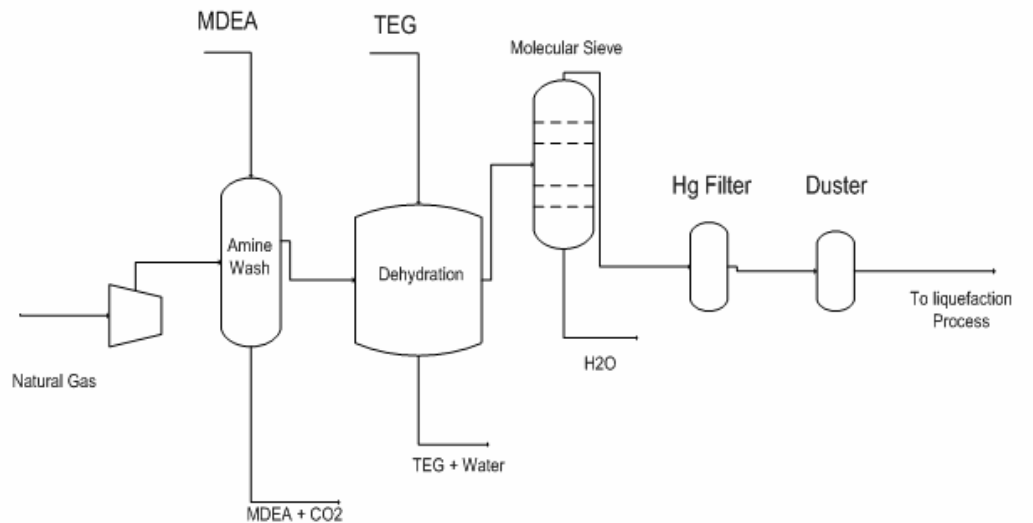 MDEA
TEG
Molecular Sieve
Hg Filter
Duster
Amine
Wash
Dehydration
To liquefaction
Process
Natural Gas
H2O
TEG + Water
MDEA + CO2